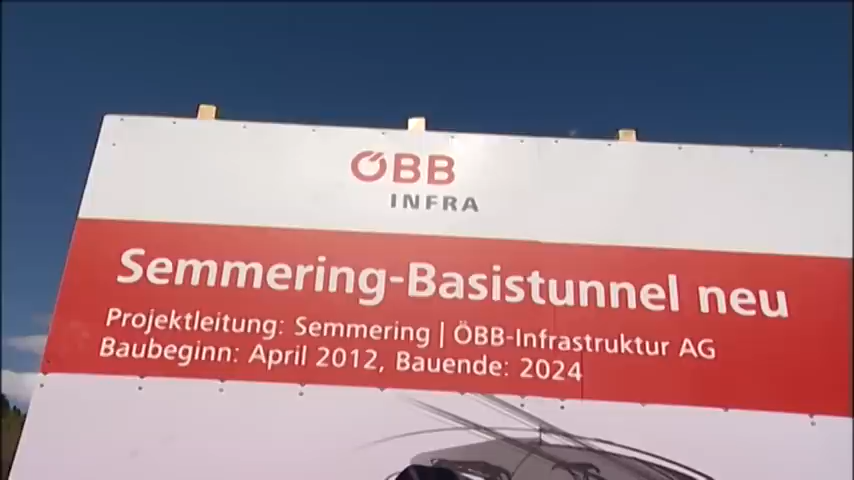 ÖBB
INFRA
Semmering-Basistunnel neu
Projektleitung: Semmering | ÖBB-Infrastruktur AG
Baubeginn: April 2012, Bauende: 2024